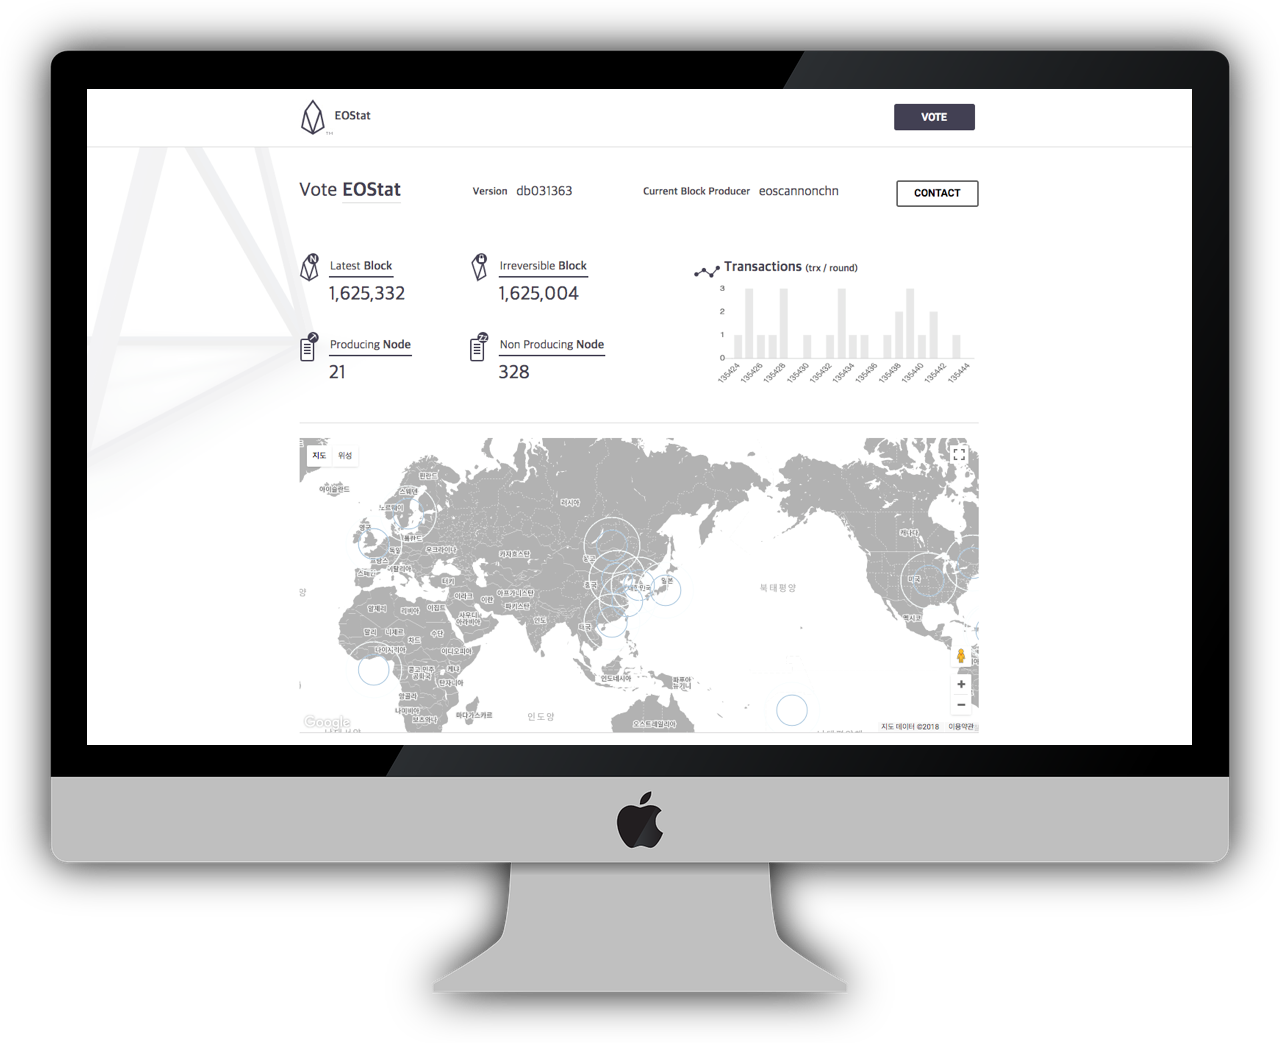 EOStat
TM
VOTE
Vote EOStat
Version db031363
Current Block Producer eoscannonchn
CONTACT
N
Latest Block
1,625,332
Irreversible Block
1,625,004
Transactions (trx / round)
3
2
1
0
135424
135426
135428
135430
135432
135434
135436
135438
135440
135442
135444
Producing Node
21
Zz
Non Producing Node
328
지도
위성
아이슬란드
핀란드
스웨덴
노르웨이
영국
폴란드
독일
우크라이나
프랑스
이탈리아
스페인
러시아
카자흐스탄
몽골
터키
이라크
이란
아프가니스탄
파키스탄
중국
대한민국
일본
북태평양
캐나다
미국
멕시코
알제리
리비아
이집트
사우디
아라비아
인도
태국
말리
니제르
차드
수단
나이지리아
에티오피아
콩고 민주
공화국
케냐
탄자니아
인도네시아
파푸아
뉴기니
앙골라
나미비아
보츠와나
마다가스카르
인도양
오스트레일리아
Google
지도 데이터 ©2018
이용약관
+
−